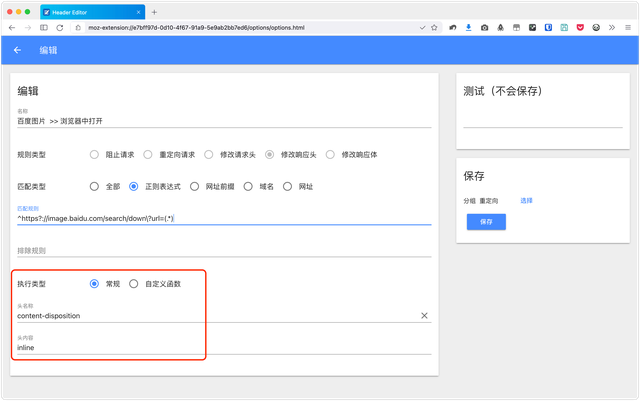 Header Editor
moz-extension://e7bff97d-0d10-4f67-91a9-5e9ab2bb7ed6/options/options.html
编辑
编辑
名称
百度图片 >> 浏览器中打开
规则类型 阻止请求 重定向请求 修改请求头 修改响应头 修改响应体
匹配类型 全部 正则表达式 网址前缀 域名 网址
匹配规则
^https?://image.baidu.com/search/down\?url=(.*)
排除规则
执行类型 常规 自定义函数
头名称
content-disposition
头内容
inline
测试（不会保存）
保存
分组 重定向 选择
保存